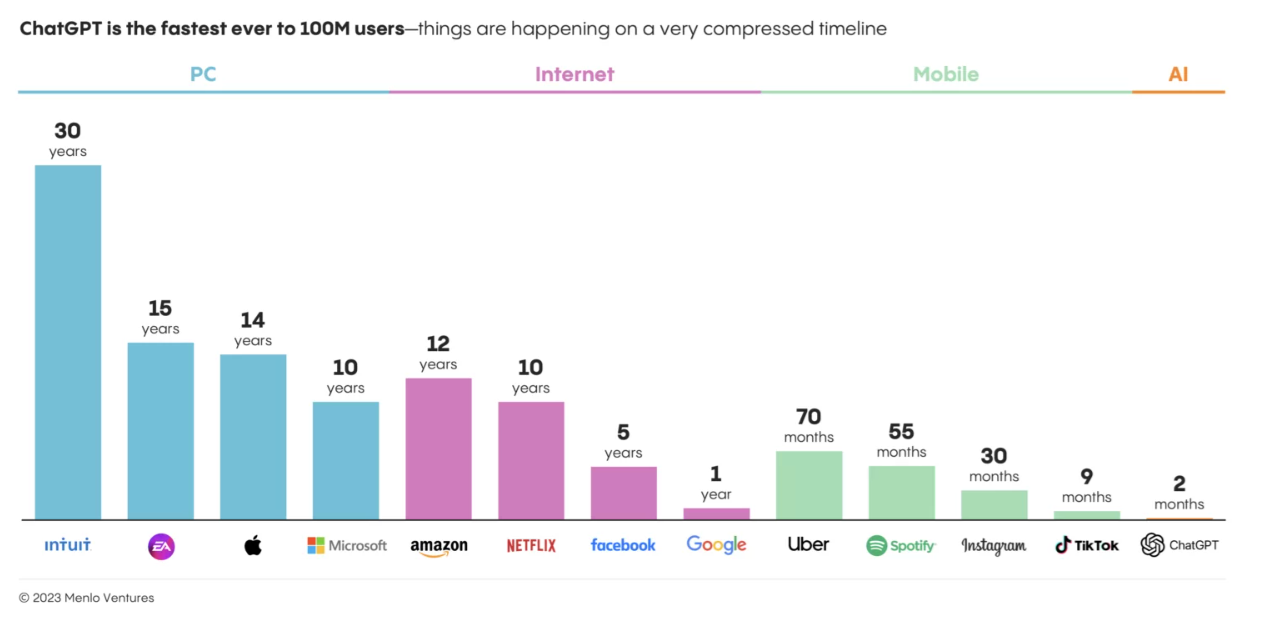 ChatGPT is the fastest ever to 100M users—things are happening on a very compressed timeline
PC
Internet
Mobile
AI
30
years
15
years
14
years
10
years
12
years
10
years
5
years
1
year
70
months
55
months
30
months
9
months
2
months
INTUIT
EA
Microsoft
amazon
NETFLIX
facebook
Google
Uber
Spotify
Instagram
TikTok
ChatGPT
© 2023 Menlo Ventures